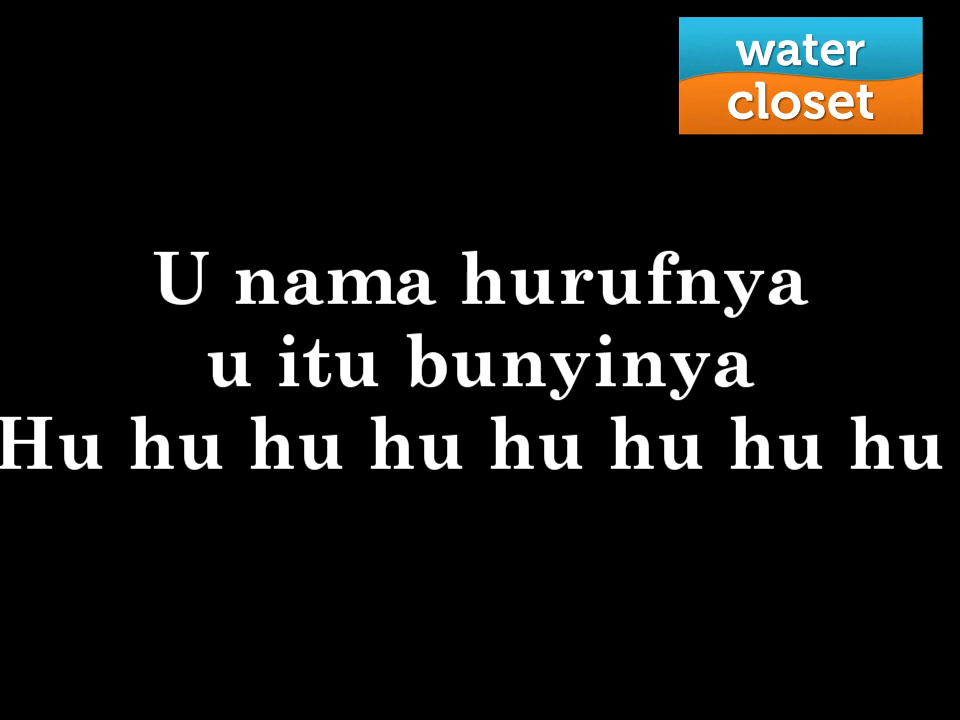 water
closet
U nama hurufnya
u itu bunyinya
Hu hu hu hu hu hu hu hu